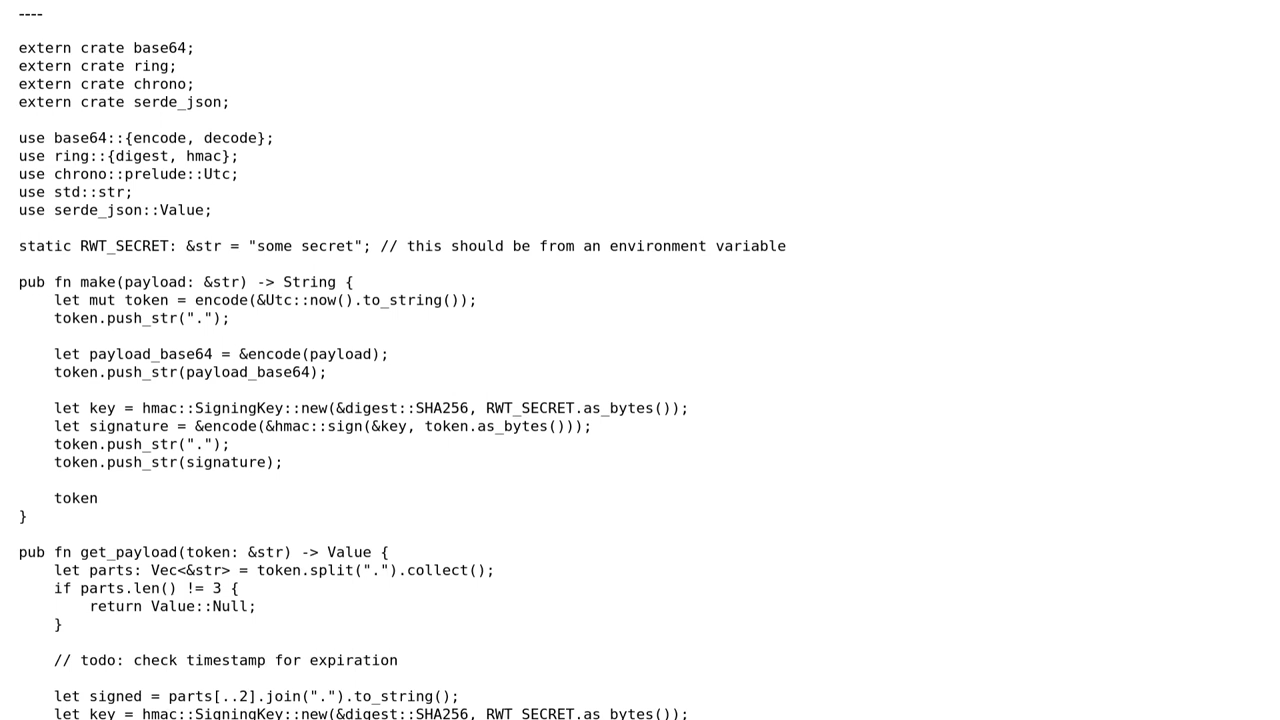 ----
extern crate base64;
extern crate ring;
extern crate chrono;
extern crate serde_json;
use base64::{encode, decode};
use ring::{digest, hmac};
use chrono::prelude::Utc;
use std::str;
use serde_json::Value;
static RWT_SECRET: &str = "some secret"; // this should be from an environment variable
pub fn make(payload: &str) -> String {
    let mut token = encode(&Utc::now().to_string());
    token.push_str(".");
    let payload_base64 = &encode(payload);
    token.push_str(payload_base64);
    let key = hmac::SigningKey::new(&digest::SHA256, RWT_SECRET.as_bytes());
    let signature = &encode(&hmac::sign(&key, token.as_bytes()));
    token.push_str(".");
    token.push_str(signature);
    token
}
pub fn get_payload(token: &str) -> Value {
    let parts: Vec<&str> = token.split(".").collect();
    if parts.len() != 3 {
        return Value::Null;
    }
    // todo: check timestamp for expiration
    let signed = parts[..2].join(".").to_string();
    let key = hmac::SigningKey::new(&digest::SHA256, RWT_SECRET.as_bytes());